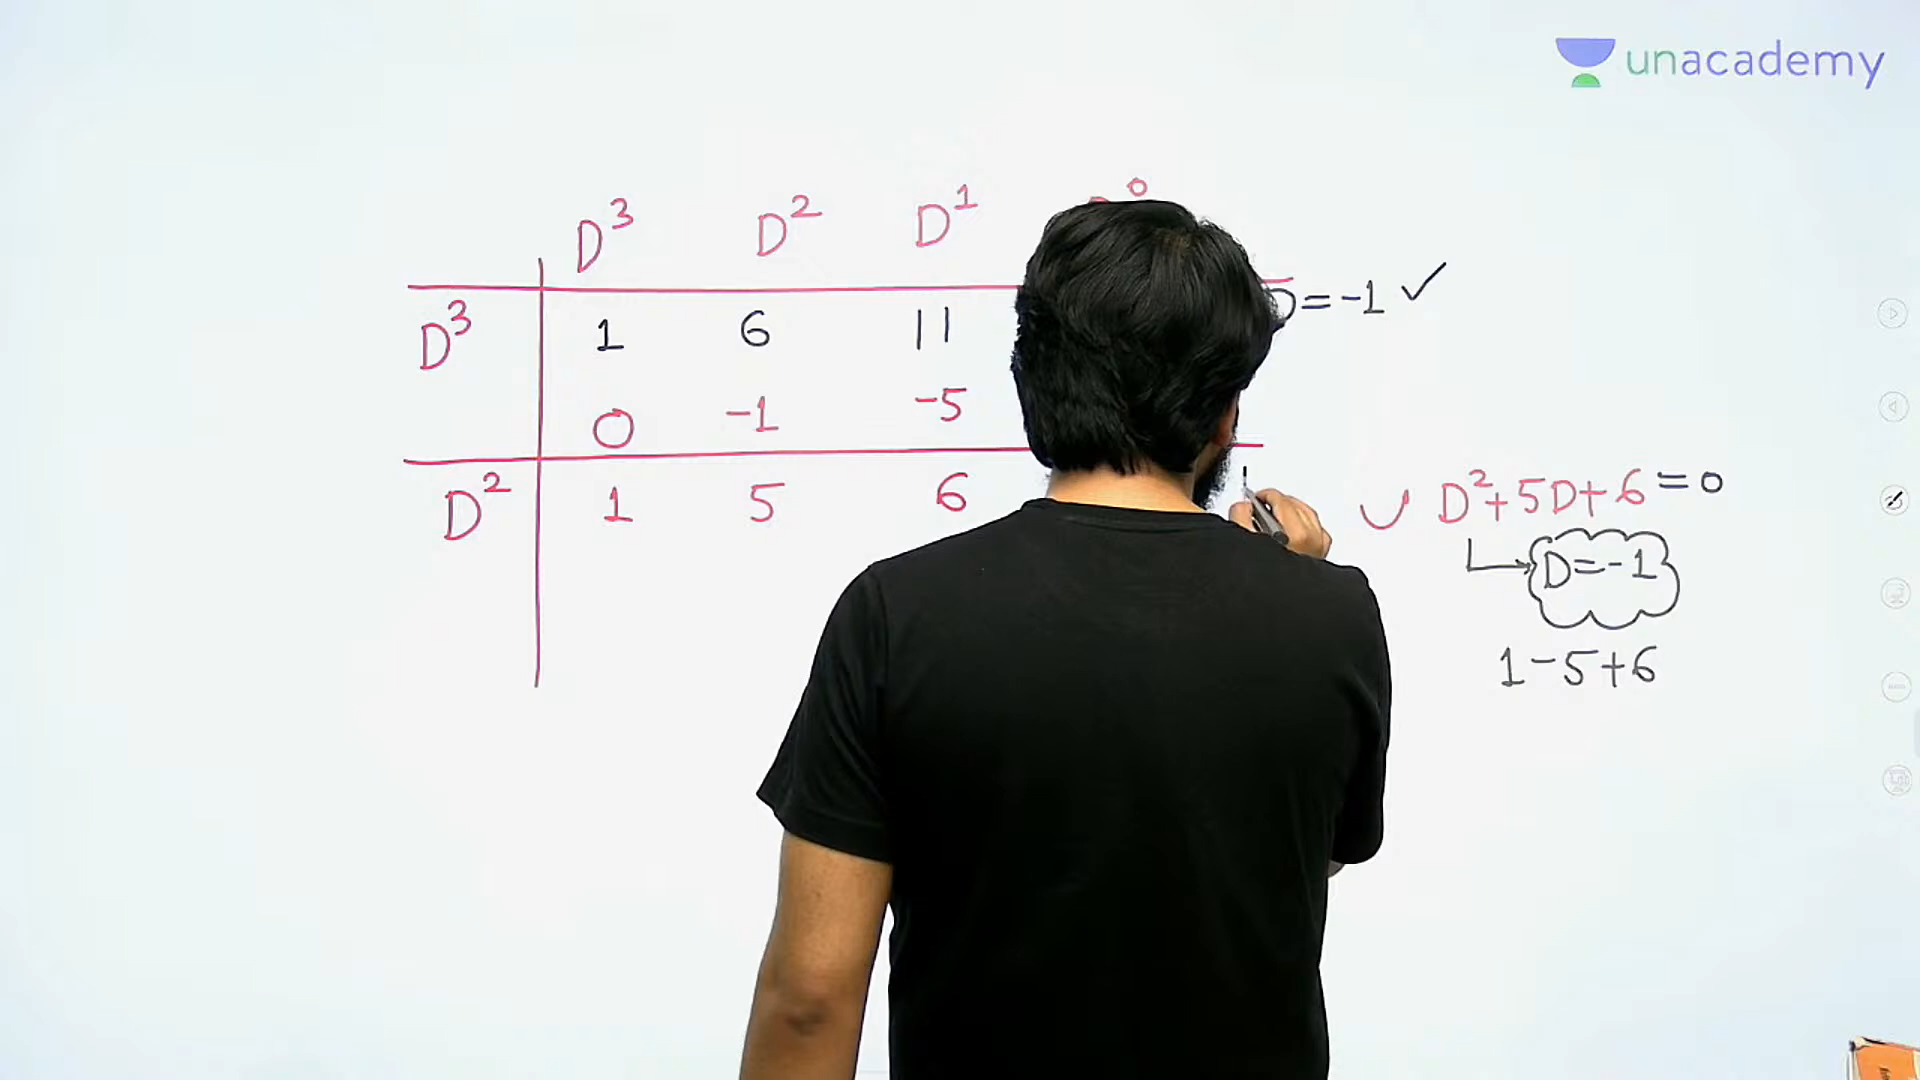 unacademy
D³ D² D¹ ⁰
D³ 1 6 11 D = -1 ✓
0 -1 -5
D² 1 5 6
D² + 5D + 6 = 0
D = -1
1 - 5 + 6